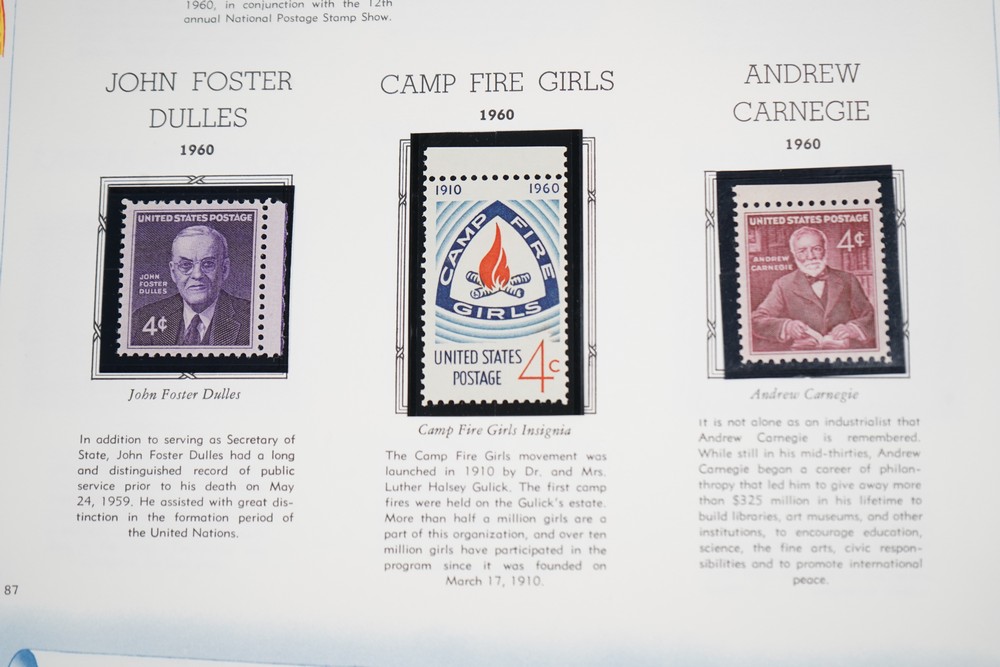 1960, in conjunction with the 12th
annual National Postage Stamp Show.
JOHN FOSTER
DULLES
1960
UNITED STATES POSTAGE
JOHN
FOSTER
DULLES
4¢
John Foster Dulles
In addition to serving as Secretary of
State, John Foster Dulles had a long
and distinguished record of public
service prior to his death on May
24, 1959. He assisted with great dis-
tinction in the formation period of
the United Nations.
CAMP FIRE GIRLS
1960
1910 1960
CAMP FIRE
GIRLS
UNITED STATES
POSTAGE
4c
Camp Fire Girls Insignia
The Camp Fire Girls movement was
launched in 1910 by Dr. and Mrs.
Luther Halsey Gulick. The first camp
fires were held on the Gulick's estate.
More than half a million girls are a
part of this organization, and over ten
million girls have participated in the
program since it was founded on
March 17, 1910.
ANDREW
CARNEGIE
1960
UNITED STATES POSTAGE
4¢
ANDREW
CARNEGIE
Andrew Carnegie
It is not alone as an industrialist that
Andrew Carnegie is remembered.
While still in his mid-thirties, Andrew
Carnegie began a career of philan-
thropy that led him to give away more
than $325 million in his lifetime to
build libraries, art museums, and other
institutions, to encourage education,
science, the fine arts, civic respon-
sibilities and to promote international
peace.
87